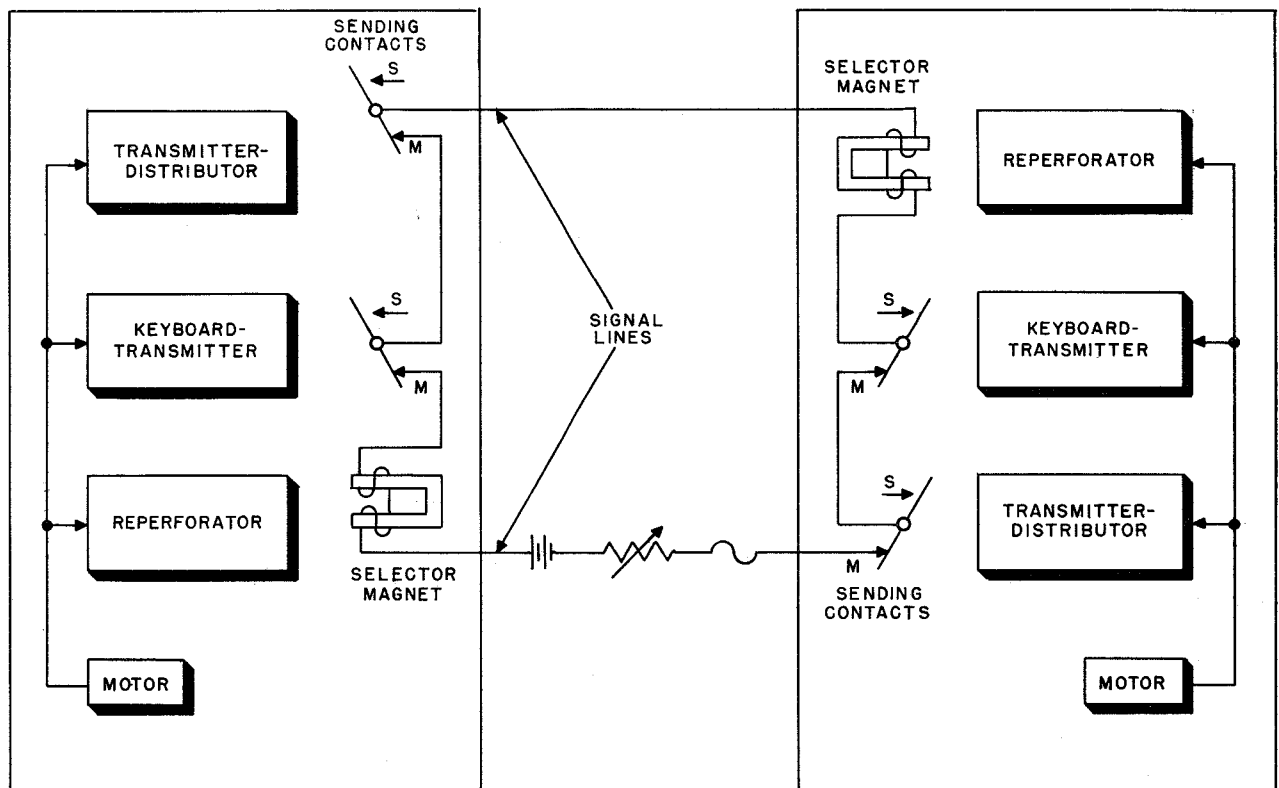 SENDING
CONTACTS
S
M
TRANSMITTER-
DISTRIBUTOR
S
M
KEYBOARD-
TRANSMITTER
REPERFORATOR
SELECTOR
MAGNET
MOTOR
SIGNAL
LINES
SELECTOR
MAGNET
REPERFORATOR
S
M
KEYBOARD-
TRANSMITTER
S
M
SENDING
CONTACTS
TRANSMITTER-
DISTRIBUTOR
MOTOR